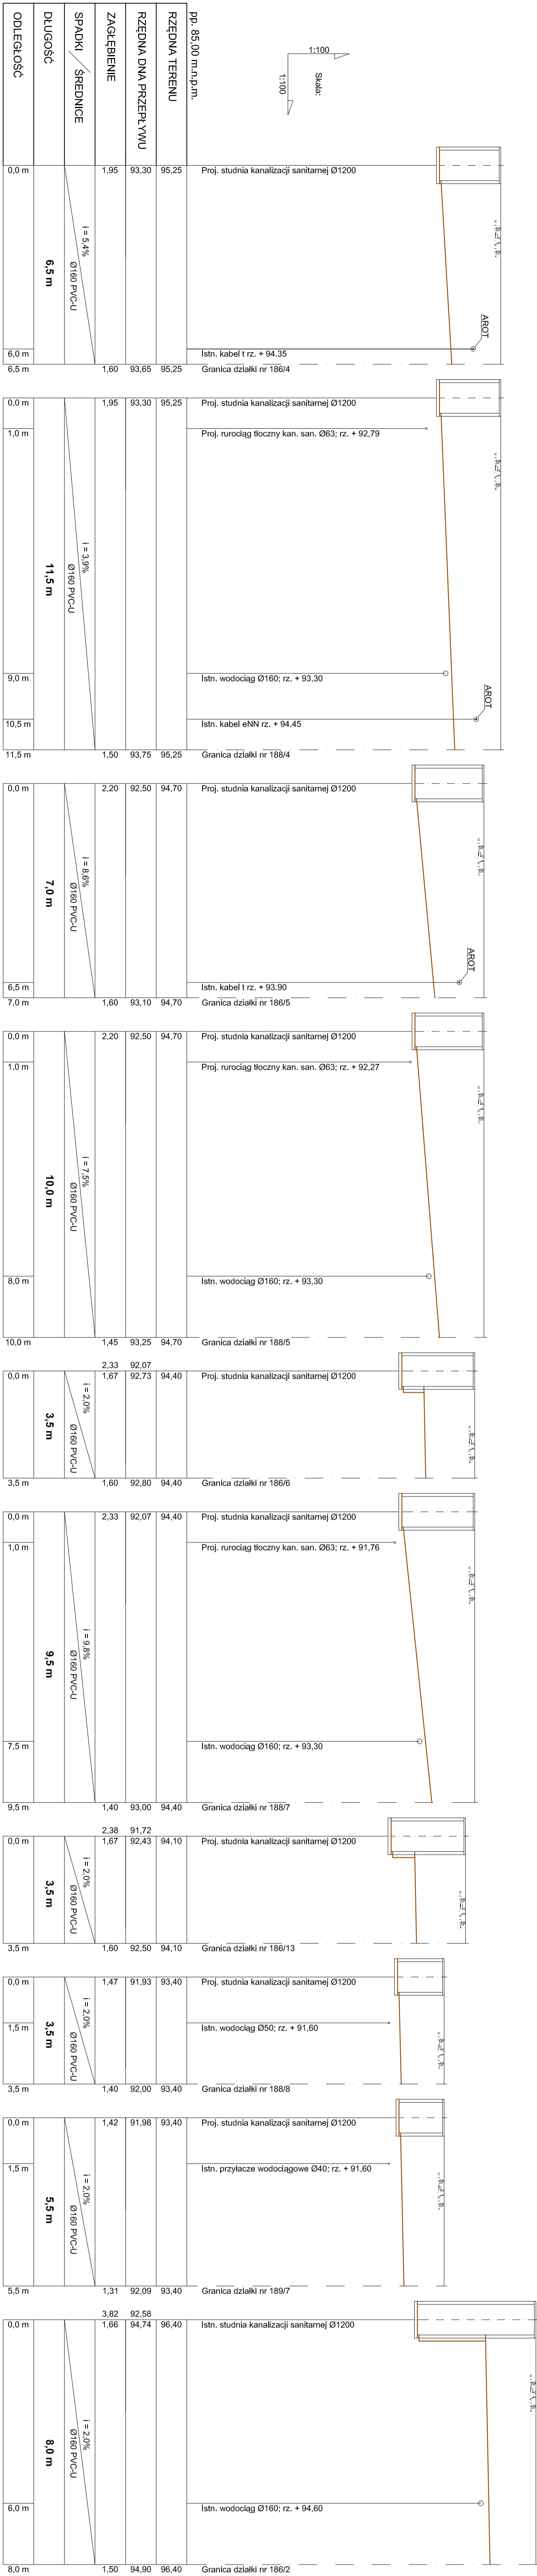 pp. 85,00 m.n.p.m.
Skala:
1:100
1:100
RZĘDNA TERENU
RZĘDNA DNA PRZEPŁYWU
ZAGŁĘBIENIE
SPADKI / ŚREDNICE
DŁUGOŚĆ
ODLEGŁOŚĆ
0,0 m 1,95 93,30 95,25 Proj. studnia kanalizacji sanitarnej Ø1200
i = 5,4%
Ø160 PVC-U
6,5 m
AROT
6,0 m Istn. kabel t rz. + 94.35
6,5 m 1,60 93,65 95,25 Granica działki nr 186/4
0,0 m 1,95 93,30 95,25 Proj. studnia kanalizacji sanitarnej Ø1200
1,0 m Proj. rurociąg tłoczny kan. san. Ø63; rz. + 92,79
i = 3,9%
Ø160 PVC-U
11,5 m
9,0 m Istn. wodociąg Ø160; rz. + 93,30
AROT
10,5 m Istn. kabel eNN rz. + 94.45
11,5 m 1,50 93,75 95,25 Granica działki nr 188/4
0,0 m 2,20 92,50 94,70 Proj. studnia kanalizacji sanitarnej Ø1200
i = 8,6%
Ø160 PVC-U
7,0 m
AROT
6,5 m Istn. kabel t rz. + 93.90
7,0 m 1,60 93,10 94,70 Granica działki nr 186/5
0,0 m 2,20 92,50 94,70 Proj. studnia kanalizacji sanitarnej Ø1200
1,0 m Proj. rurociąg tłoczny kan. san. Ø63; rz. + 92,27
i = 7,5%
Ø160 PVC-U
10,0 m
8,0 m Istn. wodociąg Ø160; rz. + 93,30
10,0 m 1,45 93,25 94,70 Granica działki nr 188/5
2,33 92,07
0,0 m 1,67 92,73 94,40 Proj. studnia kanalizacji sanitarnej Ø1200
i = 2,0%
Ø160 PVC-U
3,5 m
3,5 m 1,60 92,80 94,40 Granica działki nr 186/6
0,0 m 2,33 92,07 94,40 Proj. studnia kanalizacji sanitarnej Ø1200
1,0 m Proj. rurociąg tłoczny kan. san. Ø63; rz. + 91,76
i = 9,8%
Ø160 PVC-U
9,5 m
7,5 m Istn. wodociąg Ø160; rz. + 93,30
9,5 m 1,40 93,00 94,40 Granica działki nr 188/7
2,38 91,72
0,0 m 1,67 92,43 94,10 Proj. studnia kanalizacji sanitarnej Ø1200
i = 2,0%
Ø160 PVC-U
3,5 m
3,5 m 1,60 92,50 94,10 Granica działki nr 186/13
0,0 m 1,47 91,93 93,40 Proj. studnia kanalizacji sanitarnej Ø1200
1,5 m Istn. wodociąg Ø50; rz. + 91,60
i = 2,0%
Ø160 PVC-U
3,5 m
3,5 m 1,40 92,00 93,40 Granica działki nr 188/8
0,0 m 1,42 91,98 93,40 Proj. studnia kanalizacji sanitarnej Ø1200
1,5 m Istn. przyłacze wodociągowe Ø40; rz. + 91,60
i = 2,0%
Ø160 PVC-U
5,5 m
5,5 m 1,31 92,09 93,40 Granica działki nr 189/7
3,82 92,58
0,0 m 1,66 94,74 96,40 Istn. studnia kanalizacji sanitarnej Ø1200
i = 2,0%
Ø160 PVC-U
8,0 m
6,0 m Istn. wodociąg Ø160; rz. + 94,60
8,0 m 1,50 94,90 96,40 Granica działki nr 186/2